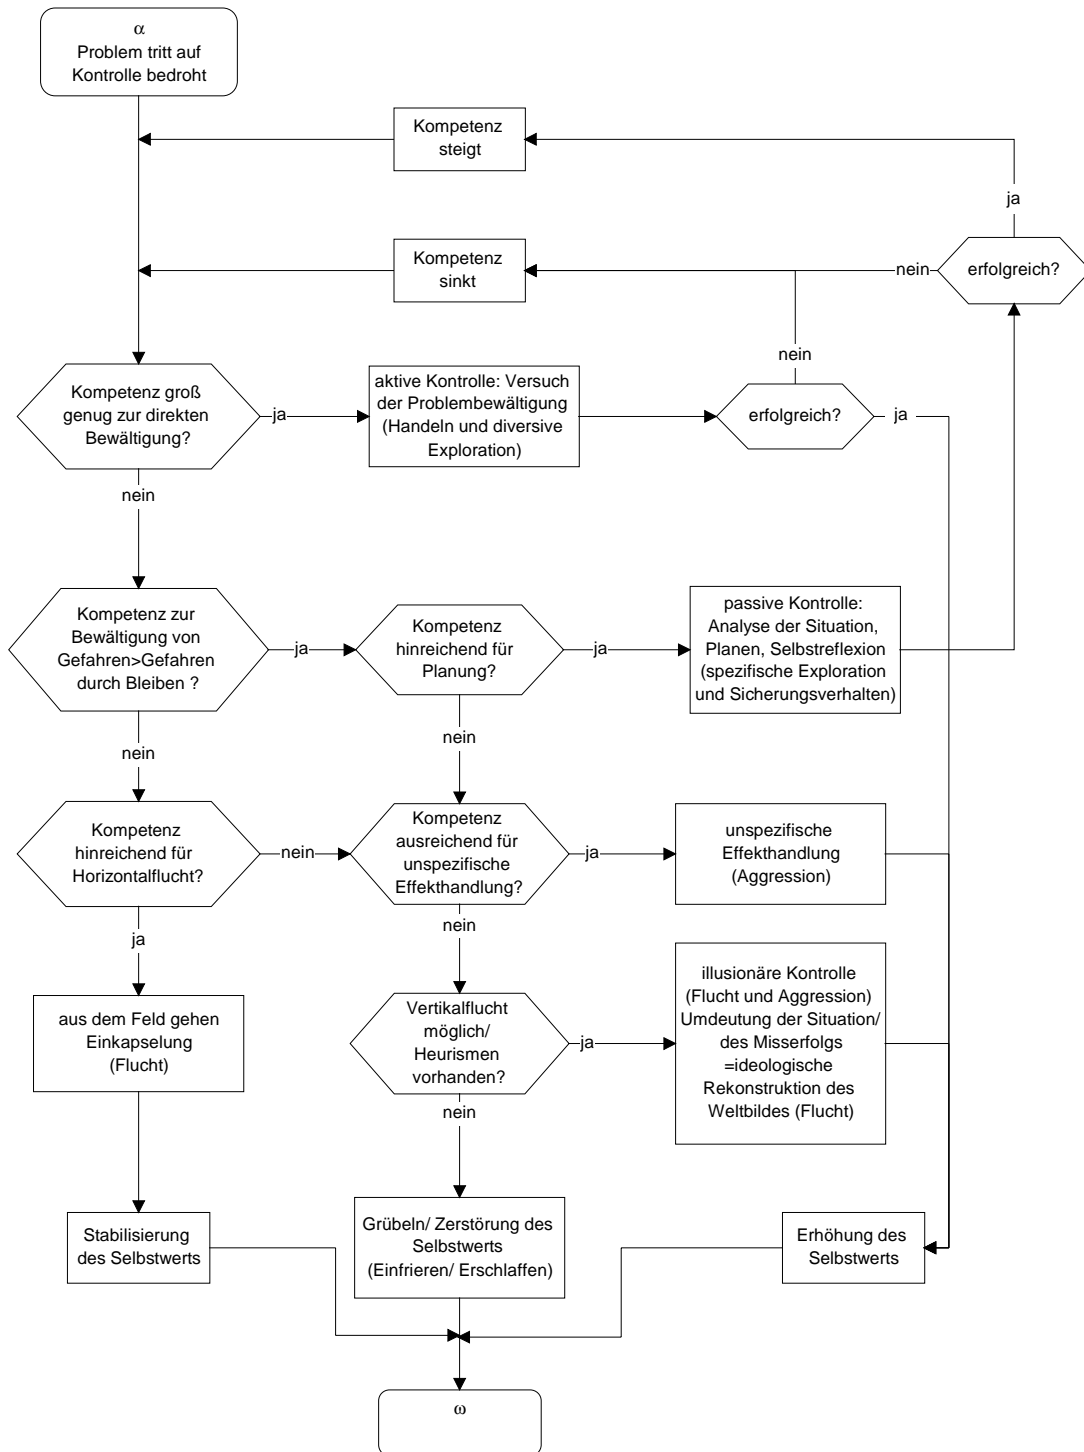 α
Problem tritt auf
Kontrolle bedroht
Kompetenz
steigt
ja
Kompetenz
sinkt
nein
erfolgreich?
nein
Kompetenz groß
genug zur direkten
Bewältigung?
ja
aktive Kontrolle: Versuch
der Problembewältigung
(Handeln und diversive
Exploration)
erfolgreich?
ja
nein
Kompetenz zur
Bewältigung von
Gefahren>Gefahren
durch Bleiben ?
ja
Kompetenz
hinreichend für
Planung?
ja
passive Kontrolle:
Analyse der Situation,
Planen, Selbstreflexion
(spezifische Exploration
und Sicherungsverhalten)
nein
nein
Kompetenz
hinreichend für
Horizontalflucht?
nein
Kompetenz
ausreichend für
unspezifische
Effekthandlung?
ja
unspezifische
Effekthandlung
(Aggression)
ja
nein
aus dem Feld gehen
Einkapselung
(Flucht)
Vertikalflucht
möglich/
Heurismen
vorhanden?
ja
illusionäre Kontrolle
(Flucht und Aggression)
Umdeutung der Situation/
des Misserfolgs
=ideologische
Rekonstruktion des
Weltbildes (Flucht)
nein
Stabilisierung
des Selbstwerts
Grübeln/ Zerstörung des
Selbstwerts
(Einfrieren/ Erschlaffen)
Erhöhung des
Selbstwerts
ω